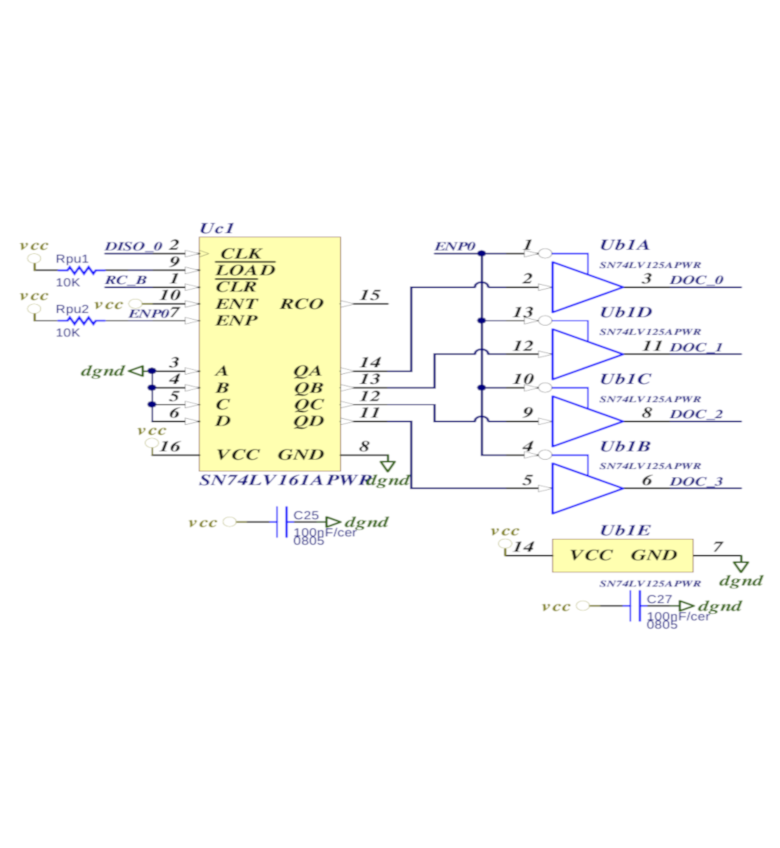 Uc1
vcc
DISO_0 2 CLK
Rpu1 9 LOAD
10K
RC_B 1 CLR
vcc vcc 10 ENT RCO 15
Rpu2 ENP0 7 ENP
10K
dgnd 3 A QA 14
4 B QB 13
5 C QC 12
6 D QD 11
vcc
16 VCC GND 8
SN74LV161APWR dgnd
vcc C25 dgnd
100nF/cer
0805
ENP0 1 Ub1A
SN74LV125APWR
2 3 DOC_0
13 Ub1D
SN74LV125APWR
12 11 DOC_1
10 Ub1C
SN74LV125APWR
9 8 DOC_2
4 Ub1B
SN74LV125APWR
5 6 DOC_3
vcc Ub1E
14 VCC GND 7
SN74LV125APWR dgnd
vcc C27 dgnd
100nF/cer
0805